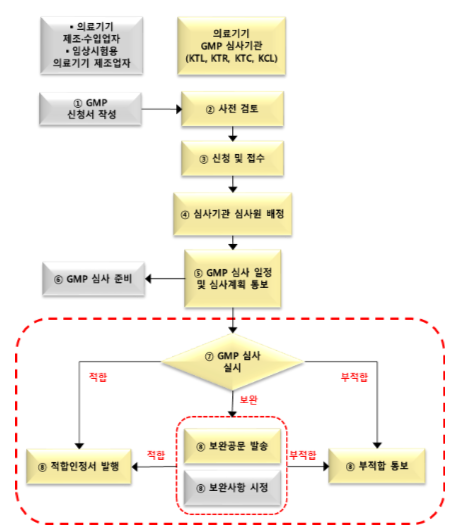 ▪ 의료기기
제조·수입업자
▪ 임상시험용
의료기기 제조업자
의료기기
GMP 심사기관
(KTL, KTR, KTC, KCL)
① GMP
신청서 작성
② 사전 검토
③ 신청 및 접수
④ 심사기관 심사원 배정
⑤ GMP 심사 일정
및 심사계획 통보
⑥ GMP 심사 준비
⑦ GMP 심사
실시
적합
부적합
보완
⑧ 보완공문 발송
적합
부적합
⑧ 적합인정서 발행
⑨ 보완사항 시정
⑧ 부적합 통보